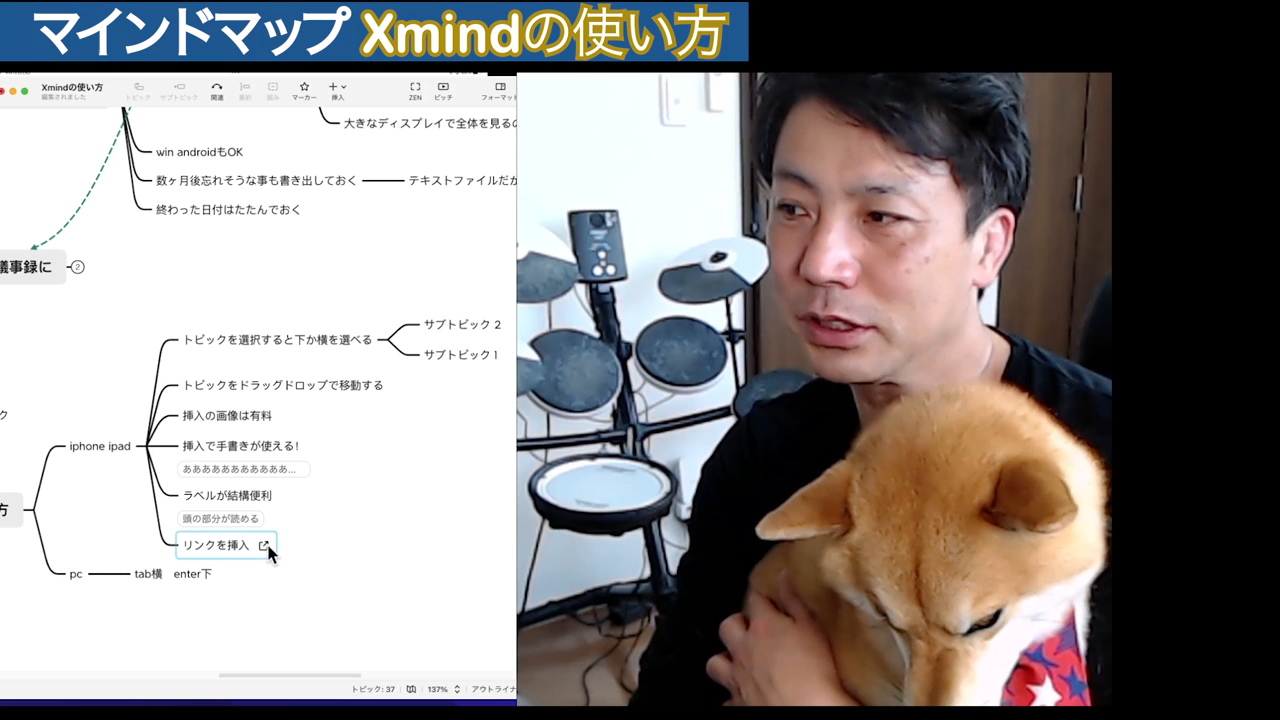 マインドマップ Xmindの使い方
Xmindの使い方
編集されました
トピック
サブトピック
関連
要約
囲み
マーカー
挿入
ZEN
ピッチ
フォーマッ
大きなディスプレイで全体を見る
win androidもOK
数ヶ月後忘れそうな事も書き出しておく
テキストファイルだ
終わった日付はたたんでおく
議事録に
2
トピックを選択すると下か横を選べる
サブトピック 2
サブトピック 1
トピックをドラッグドロップで移動する
ク
挿入の画像は有料
iphone ipad
挿入で手書きが使える!
あああああああああああ...
ラベルが結構便利
方
頭の部分が読める
リンクを挿入
pc
tab横 enter下
トピック: 37
137%
アウトライナ